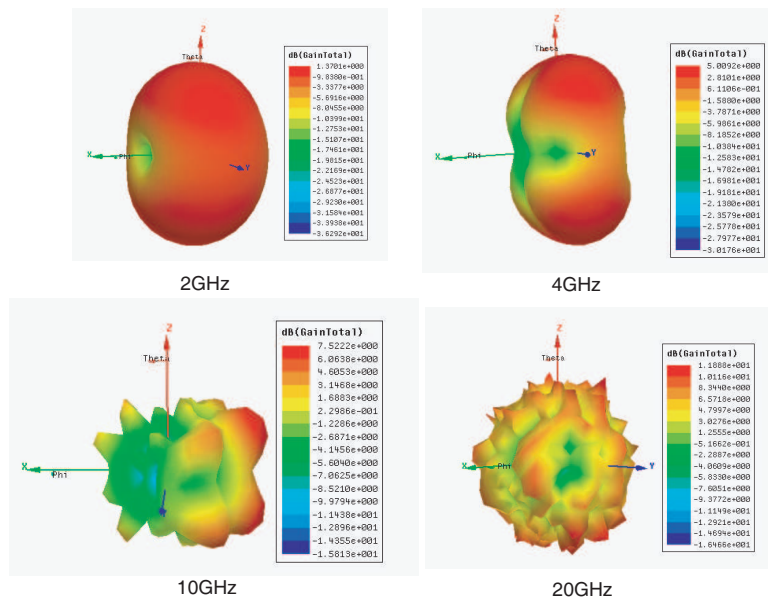 Z
Theta
X
Phi
Y
dB(GainTotal)
1.3701e+000
-9.8380e-001
-3.3377e+000
-5.6916e+000
-8.0455e+000
-1.0399e+001
-1.2753e+001
-1.5107e+001
-1.7461e+001
-1.9815e+001
-2.2169e+001
-2.4523e+001
-2.6877e+001
-2.9230e+001
-3.1584e+001
-3.3938e+001
-3.6292e+001
2GHz
Z
Theta
X
Phi
Y
dB(GainTotal)
5.0092e+000
2.8101e+000
6.1106e-001
-1.5880e+000
-3.7871e+000
-5.9861e+000
-8.1852e+000
-1.0384e+001
-1.2583e+001
-1.4782e+001
-1.6981e+001
-1.9181e+001
-2.1380e+001
-2.3579e+001
-2.5778e+001
-2.7977e+001
-3.0176e+001
4GHz
Z
Theta
X
Phi
dB(GainTotal)
7.5222e+000
6.0638e+000
4.6053e+000
3.1468e+000
1.6883e+000
2.2986e-001
-1.2286e+000
-2.6871e+000
-4.1456e+000
-5.6040e+000
-7.0625e+000
-8.5210e+000
-9.9794e+000
-1.1438e+001
-1.2896e+001
-1.4355e+001
-1.5813e+001
10GHz
Z
Theta
X
Phi
Y
dB(GainTotal)
1.1888e+001
1.0116e+001
8.3440e+000
6.5718e+000
4.7997e+000
3.0276e+000
1.2555e+000
-5.1662e-001
-2.2887e+000
-4.0609e+000
-5.8330e+000
-7.6051e+000
-9.3772e+000
-1.1149e+001
-1.2921e+001
-1.4694e+001
-1.6466e+001
20GHz